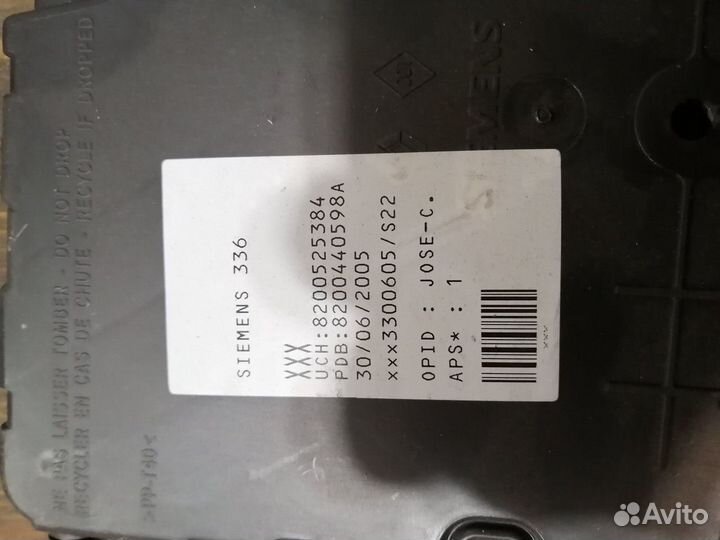 NE PAS LAISSER TOMBER - DO NOT DROP
RECYCLER EN CAS DE CHUTE - RECYCLE IF DROPPED
>PP-T40<
SIEMENS 336
XXX
UCH:8200525384
PDB:8200440598A
30/06/2005
xxx3300605/S22
OPID : JOSE-C.
APS* : 1
SIEMENS
Avito